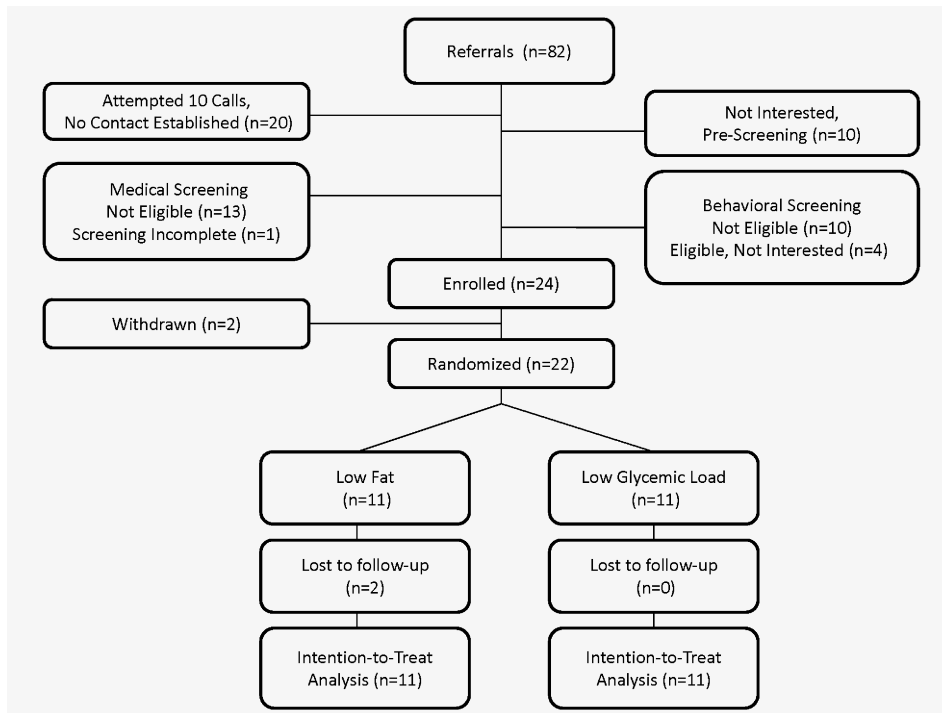 Referrals (n=82)
Attempted 10 Calls,
No Contact Established (n=20)
Not Interested,
Pre-Screening (n=10)
Medical Screening
Not Eligible (n=13)
Screening Incomplete (n=1)
Behavioral Screening
Not Eligible (n=10)
Eligible, Not Interested (n=4)
Enrolled (n=24)
Withdrawn (n=2)
Randomized (n=22)
Low Fat
(n=11)
Low Glycemic Load
(n=11)
Lost to follow-up
(n=2)
Lost to follow-up
(n=0)
Intention-to-Treat
Analysis (n=11)
Intention-to-Treat
Analysis (n=11)